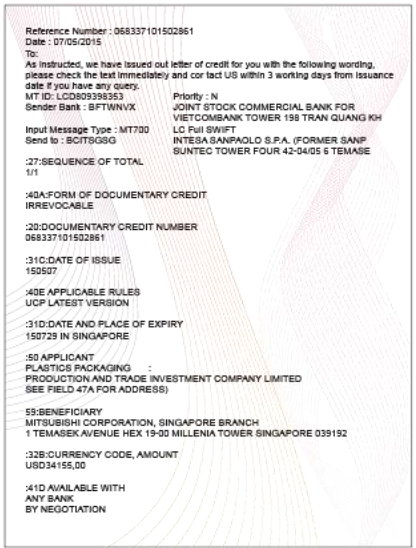 Reference Number : 068337101502861
Date : 07/05/2015
To:
As instructed, we have issued out letter of credit for you with the following wording,
please check the text immediately and cor tact US within 3 working days from issuance
date if you have any query.
MT ID: LCD809398353 Priority : N
Sender Bank : BFTWNVX JOINT STOCK COMMERCIAL BANK FOR
VIETCOMBANK TOWER 198 TRAN QUANG KH
Input Message Type : MT700 LC Full SWIFT
Send to : BCITSGSG INTESA SANPAOLO S.P.A. (FORMER SANP
SUNTEC TOWER FOUR 42-04/05 6 TEMASE
:27:SEQUENCE OF TOTAL
1/1
:40A:FORM OF DOCUMENTARY CREDIT
IRREVOCABLE
:20:DOCUMENTARY CREDIT NUMBER
068337101502861
:31C:DATE OF ISSUE
150507
:40E APPLICABLE RULES
UCP LATEST VERSION
:31D:DATE AND PLACE OF EXPIRY
150729 IN SINGAPORE
:50 APPLICANT
PLASTICS PACKAGING :
PRODUCTION AND TRADE INVESTMENT COMPANY LIMITED
SEE FIELD 47A FOR ADDRESS)
59:BENEFICIARY
MITSUBISHI CORPORATION, SINGAPORE BRANCH
1 TEMASEK AVENUE HEX 19-00 MILLENIA TOWER SINGAPORE 039192
:32B:CURRENCY CODE, AMOUNT
USD34155,00
:41D AVAILABLE WITH
ANY BANK
BY NEGOTIATION